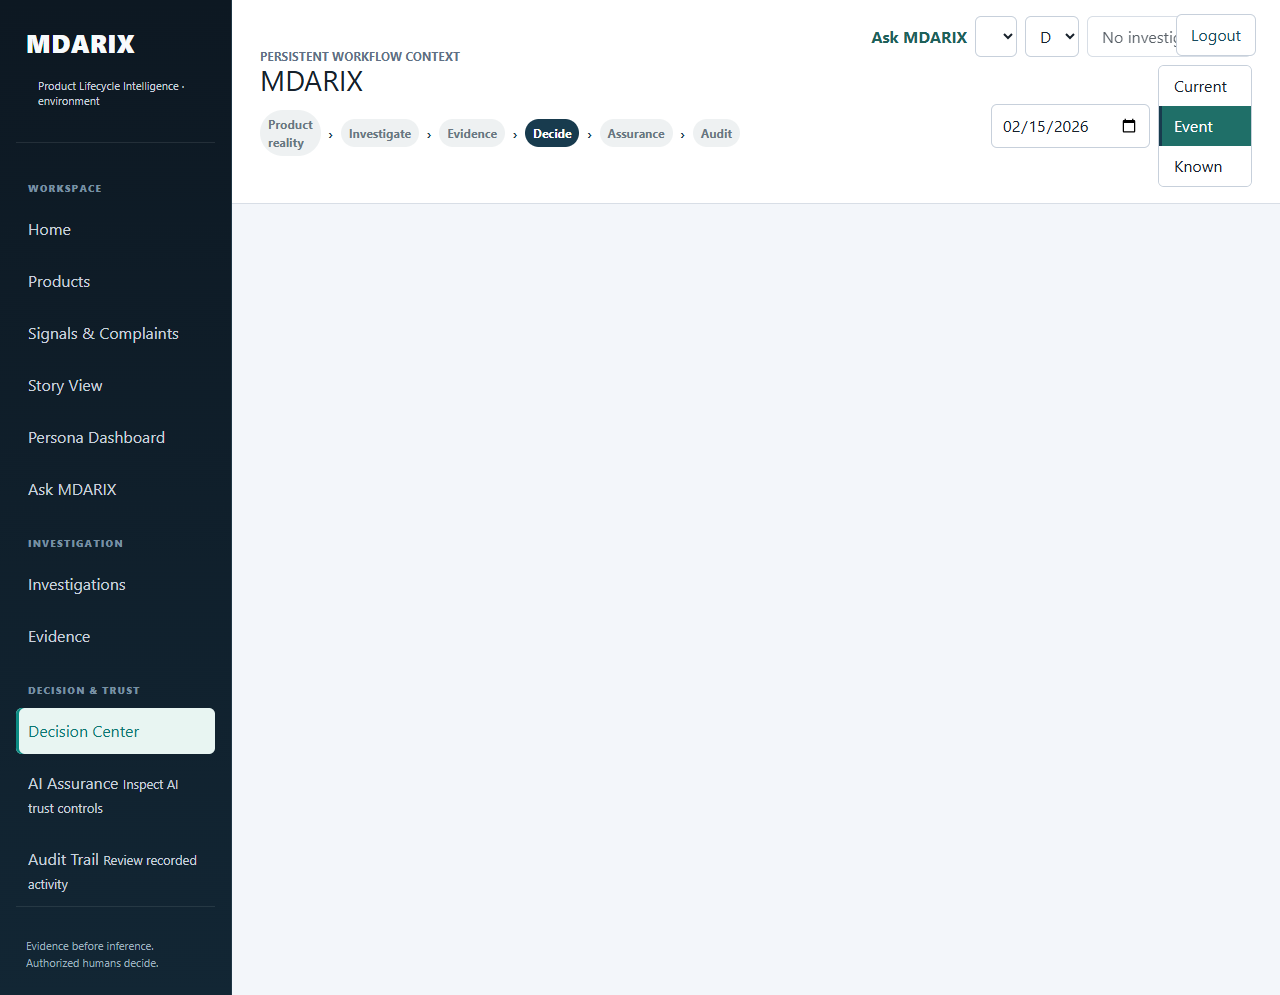 MDARIX
Product Lifecycle Intelligence ·
environment
WORKSPACE
Home
Products
Signals & Complaints
Story View
Persona Dashboard
Ask MDARIX
INVESTIGATION
Investigations
Evidence
DECISION & TRUST
Decision Center
AI Assurance Inspect AI
trust controls
Audit Trail Review recorded
activity
Evidence before inference.
Authorized humans decide.
PERSISTENT WORKFLOW CONTEXT
MDARIX
Product
reality
› Investigate › Evidence › Decide › Assurance › Audit
Ask MDARIX D No investig Logout
02/15/2026
Current
Event
Known